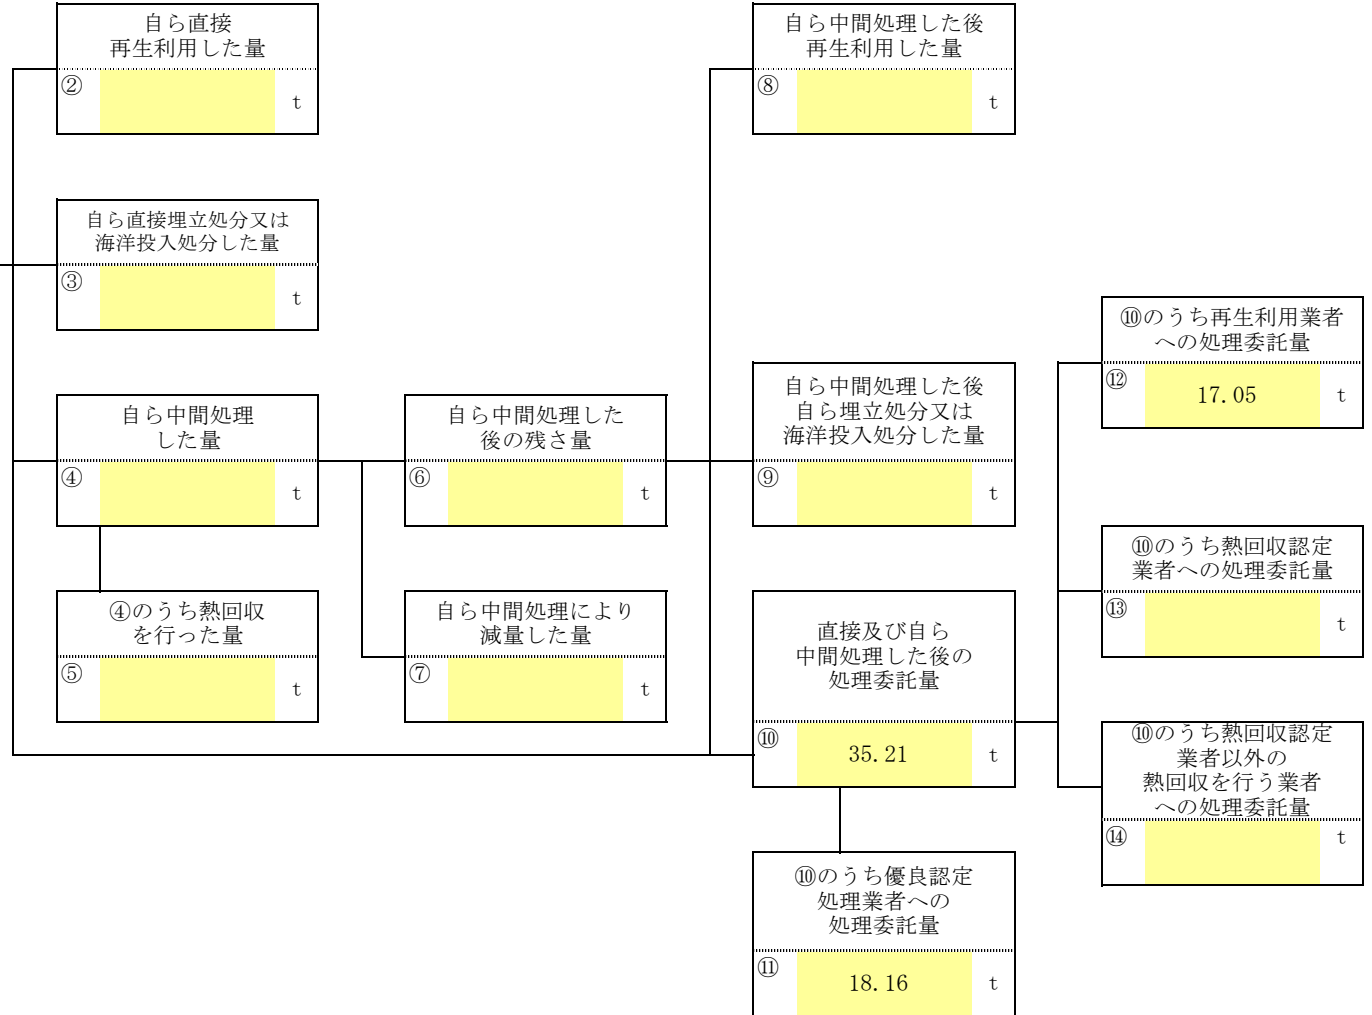 自ら直接
再生利用した量
②
t
自ら直接埋立処分又は
海洋投入処分した量
③
t
自ら中間処理
した量
④
t
④のうち熱回収
を行った量
⑤
t
自ら中間処理した
後の残さ量
⑥
t
自ら中間処理により
減量した量
⑦
t
自ら中間処理した後
再生利用した量
⑧
t
自ら中間処理した後
自ら埋立処分又は
海洋投入処分した量
⑨
t
直接及び自ら
中間処理した後の
処理委託量
⑩ 35.21 t
⑩のうち優良認定
処理業者への
処理委託量
⑪ 18.16 t
⑩のうち再生利用業者
への処理委託量
⑫ 17.05 t
⑩のうち熱回収認定
業者への処理委託量
⑬
t
⑩のうち熱回収認定
業者以外の
熱回収を行う業者
への処理委託量
⑭
t